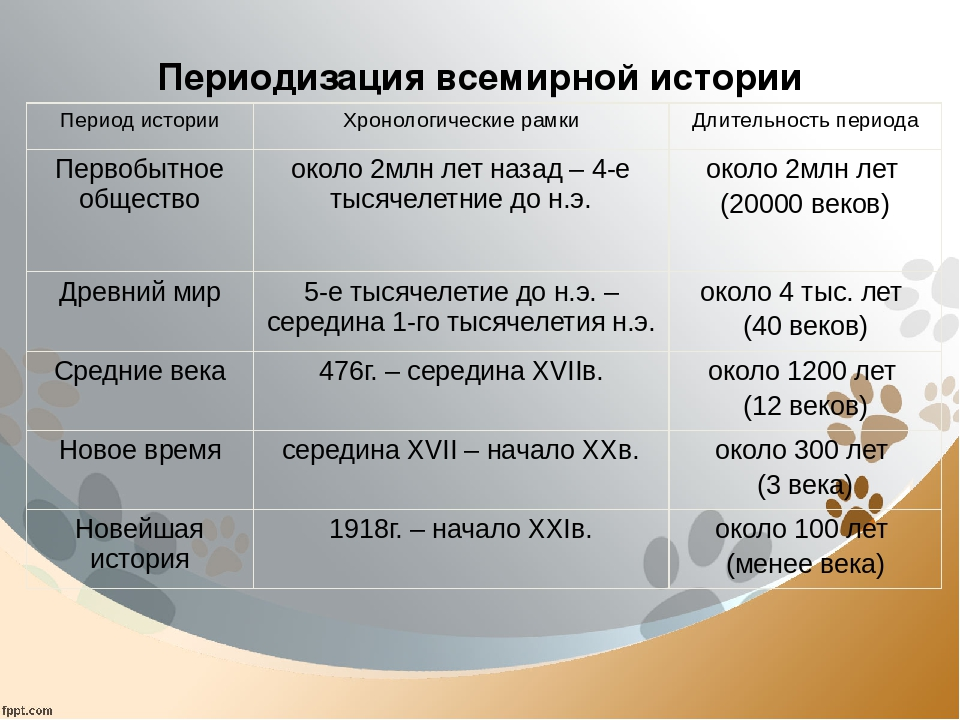 Периодизация всемирной истории
Период истории
Хронологические рамки
Длительность периода
Первобытное
общество
около 2млн лет назад – 4-е
тысячелетние до н.э.
около 2млн лет
(20000 веков)
Древний мир
5-е тысячелетие до н.э. –
середина 1-го тысячелетия н.э.
около 4 тыс. лет
(40 веков)
Средние века
476г. – середина XVIIв.
около 1200 лет
(12 веков)
Новое время
середина XVII – начало XXв.
около 300 лет
(3 века)
Новейшая
история
1918г. – начало XXIв.
около 100 лет
(менее века)
fppt.com